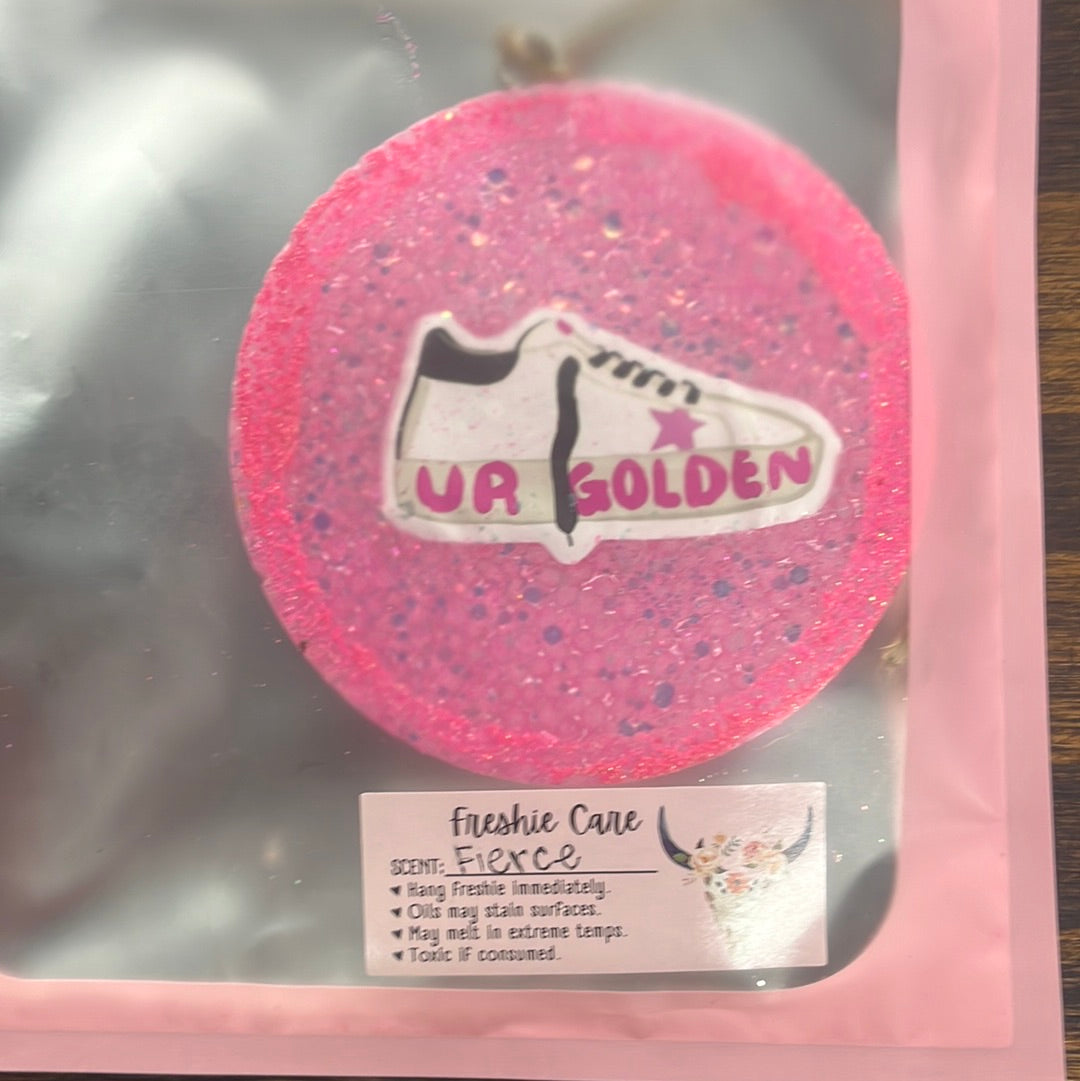 UR GOLDEN
Freshie Care
SCENT: Fierce
Hang Freshie immediately.
Oils may stain surfaces.
May melt in extreme temps.
Toxic if consumed.